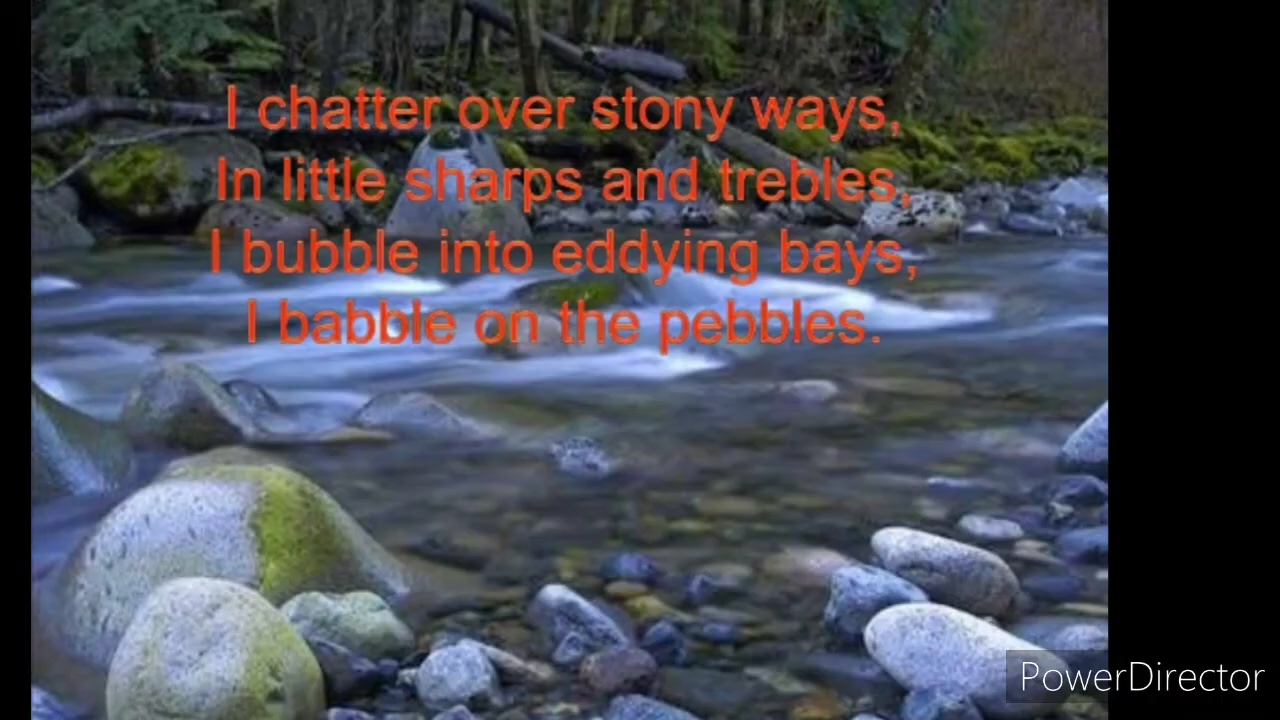 I chatter over stony ways,
In little sharps and trebles,
I bubble into eddying bays,
I babble on the pebbles.
PowerDirector